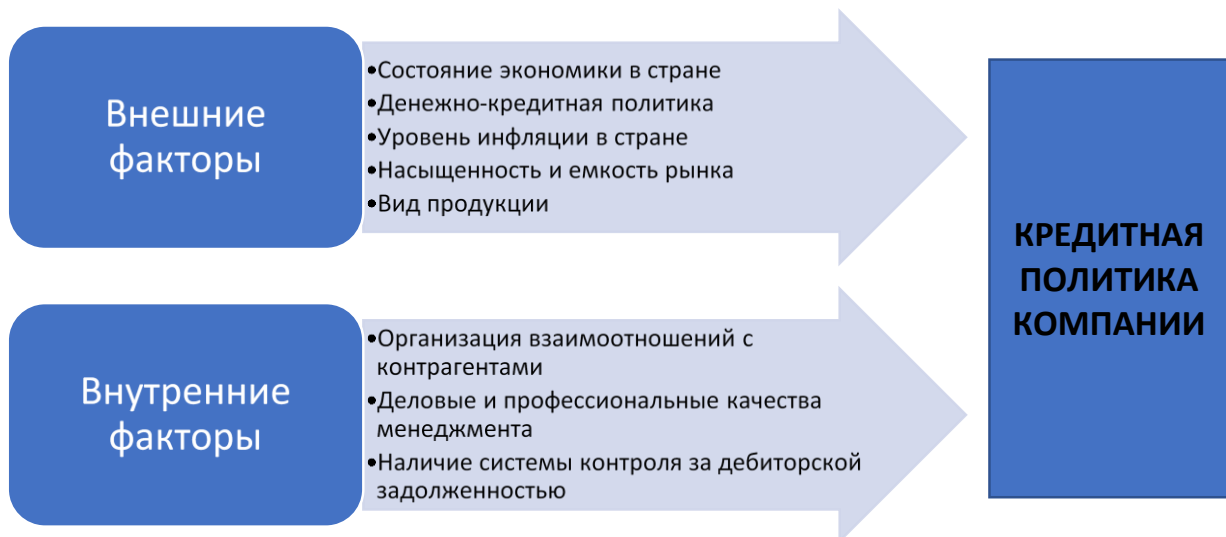 Внешние
факторы
•Состояние экономики в стране
•Денежно-кредитная политика
•Уровень инфляции в стране
•Насыщенность и емкость рынка
•Вид продукции
Внутренние
факторы
•Организация взаимоотношений с
контрагентами
•Деловые и профессиональные качества
менеджмента
•Наличие системы контроля за дебиторской
задолженностью
КРЕДИТНАЯ
ПОЛИТИКА
КОМПАНИИ